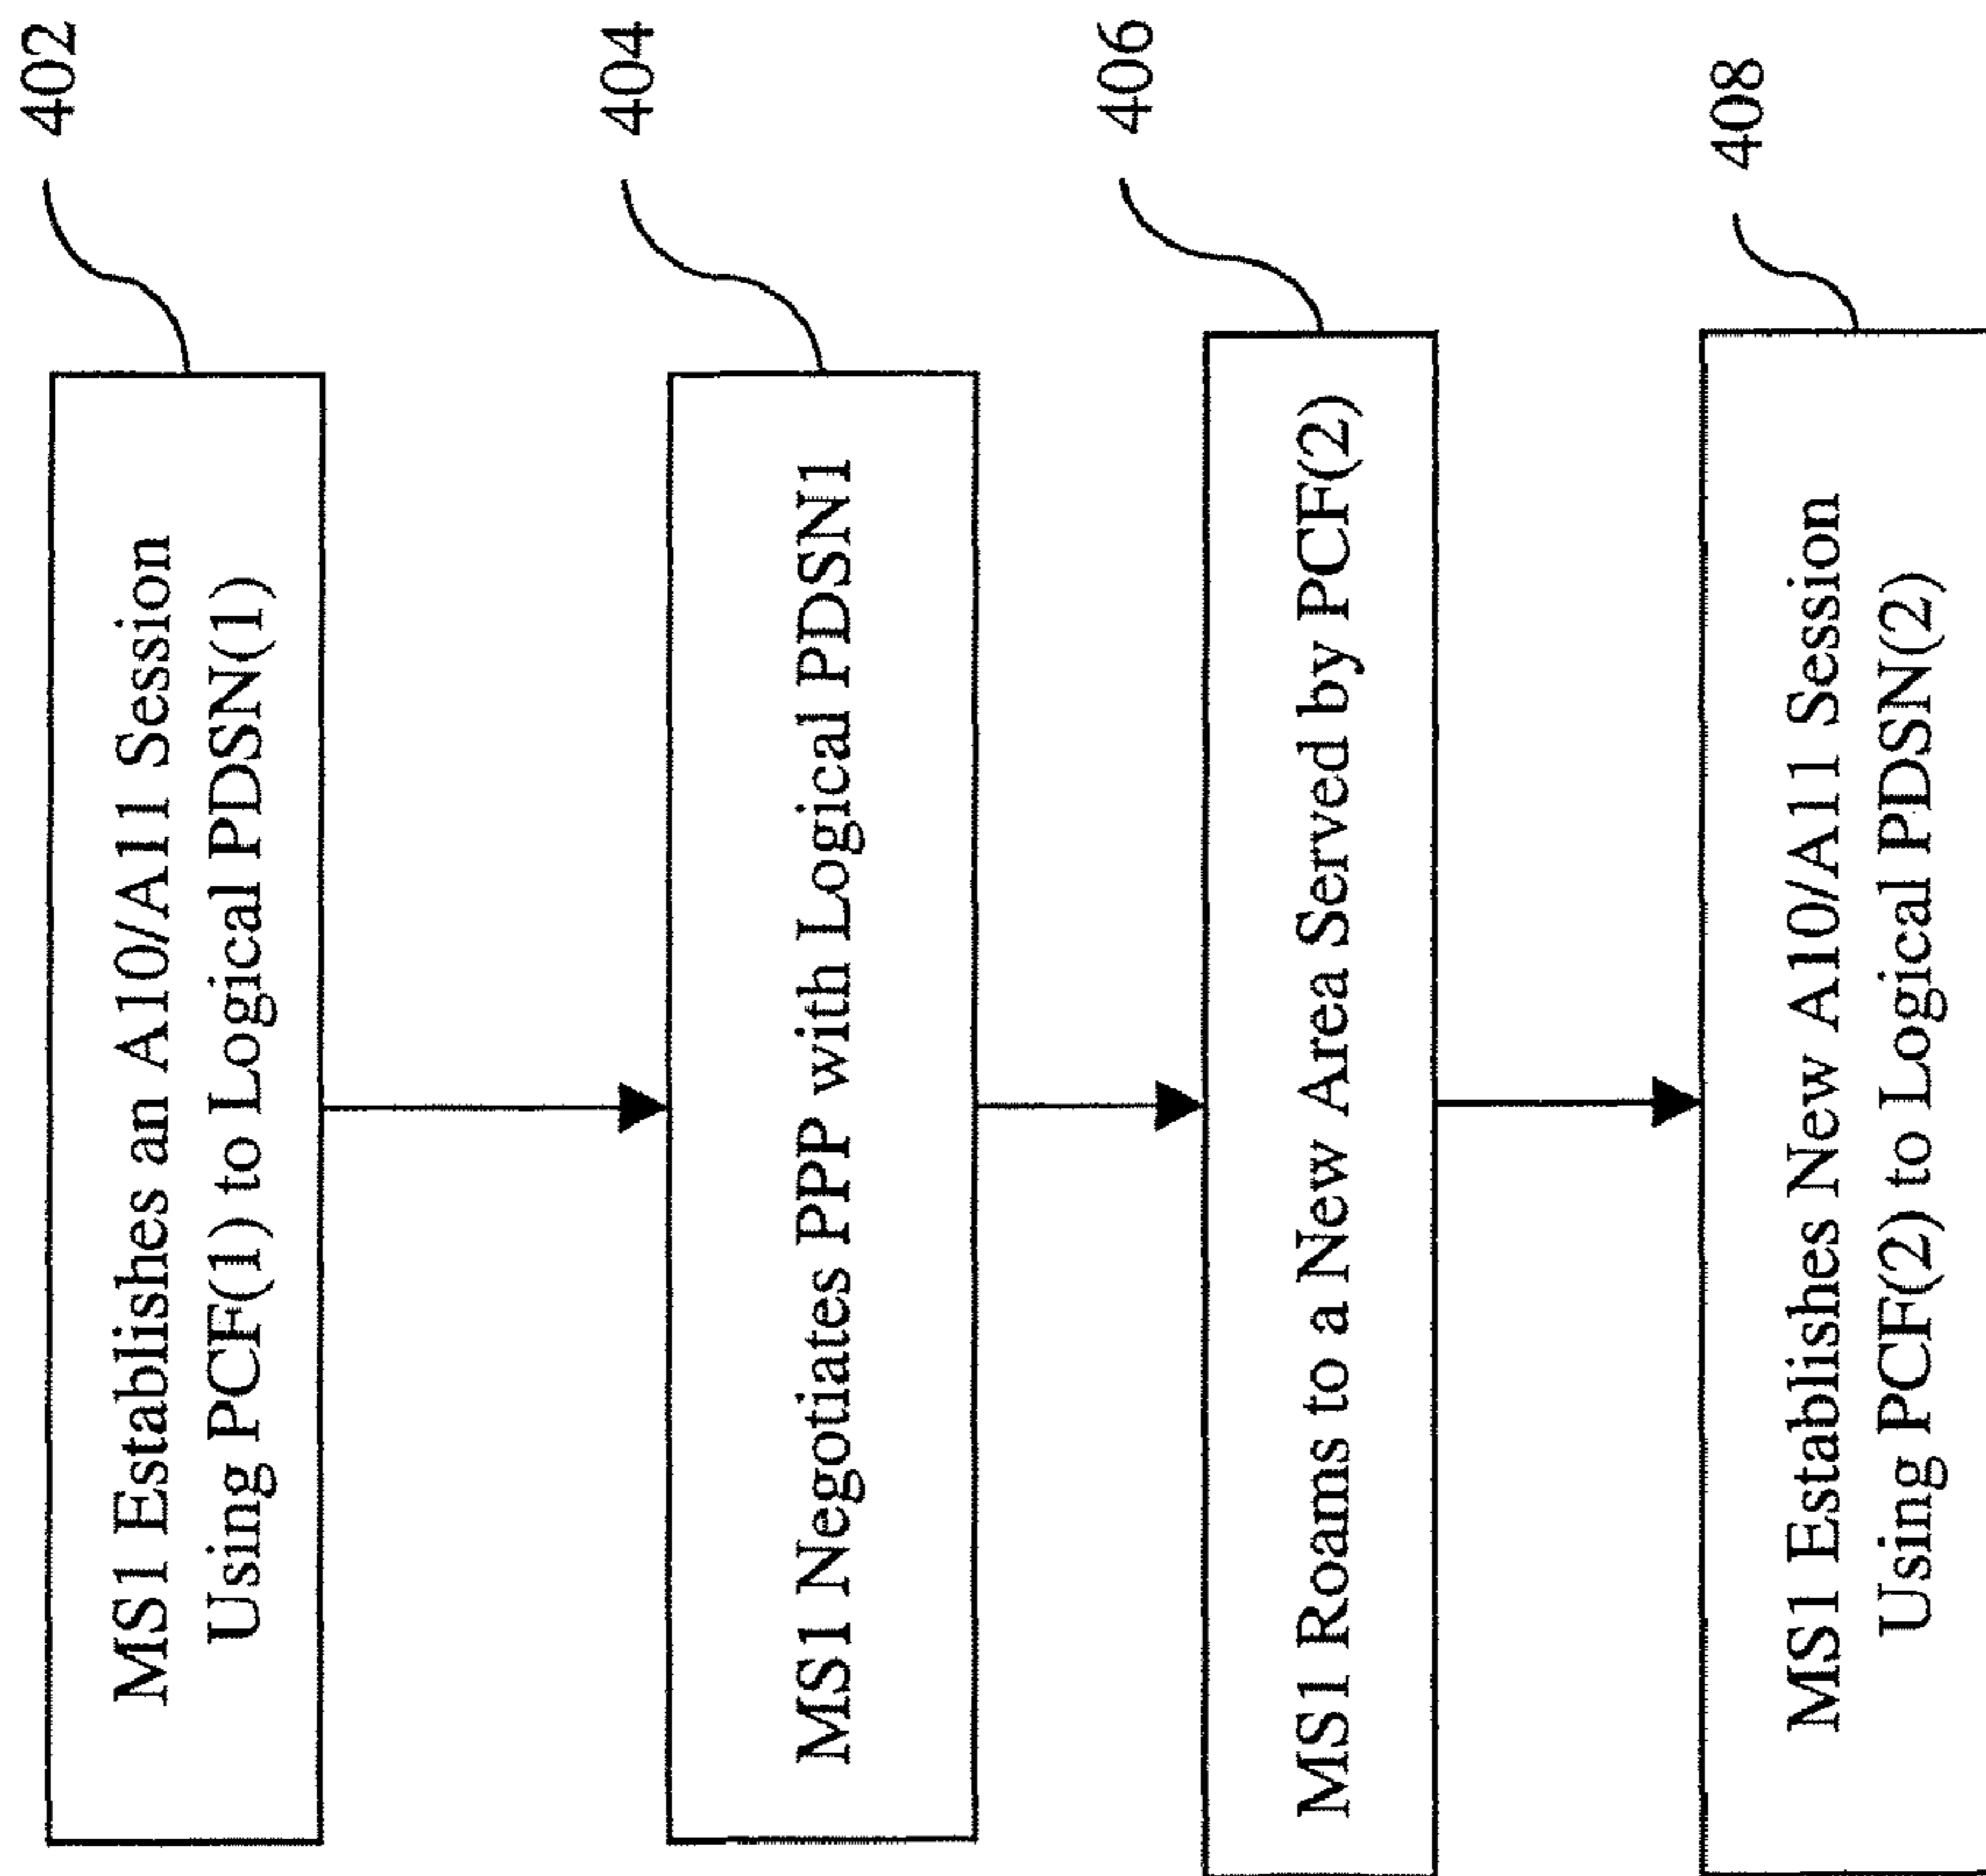 402
MS1 Establishes an A10/A11 Session
Using PCF(1) to Logical PDSN(1)
404
MS1 Negotiates PPP with Logical PDSN1
406
MS1 Roams to a New Area Served by PCF(2)
408
MS1 Establishes New A10/A11 Session
Using PCF(2) to Logical PDSN(2)